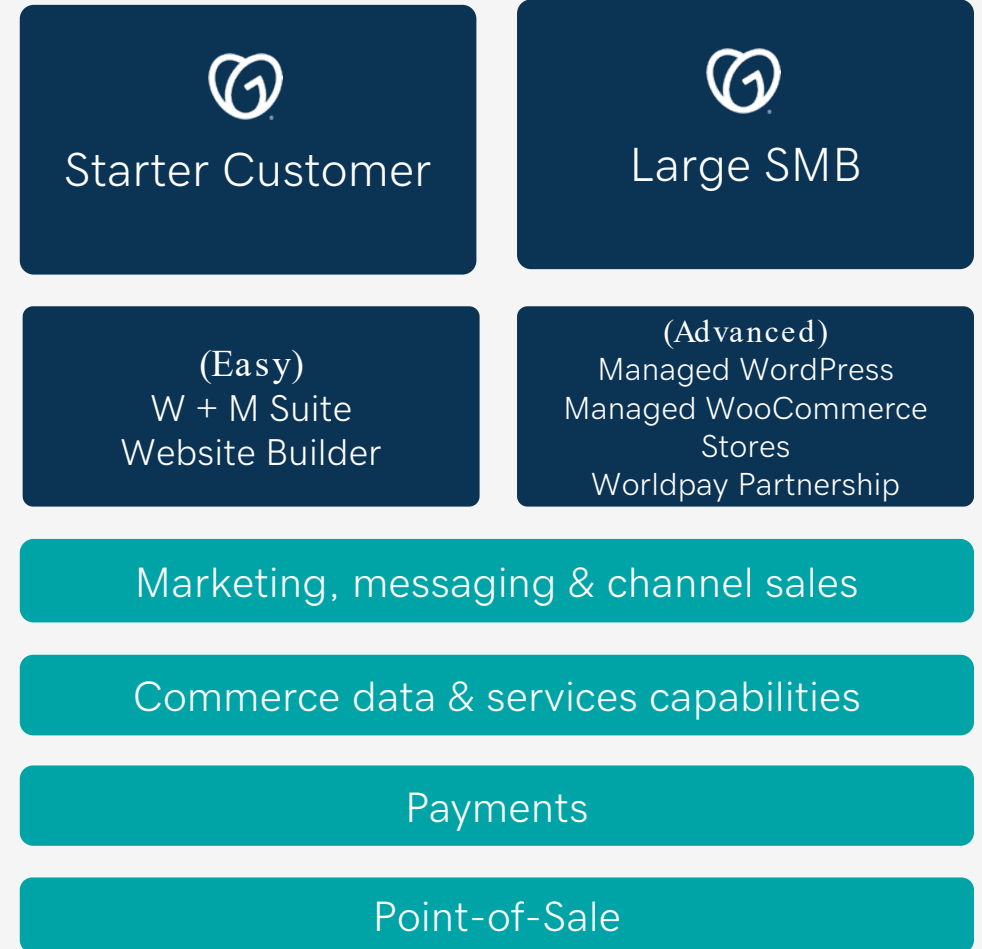 Starter Customer
Large SMB
(Easy)
W + M Suite
Website Builder
(Advanced)
Managed WordPress
Managed WooCommerce
Stores
Worldpay Partnership
Marketing, messaging & channel sales
Commerce data & services capabilities
Payments
Point-of-Sale